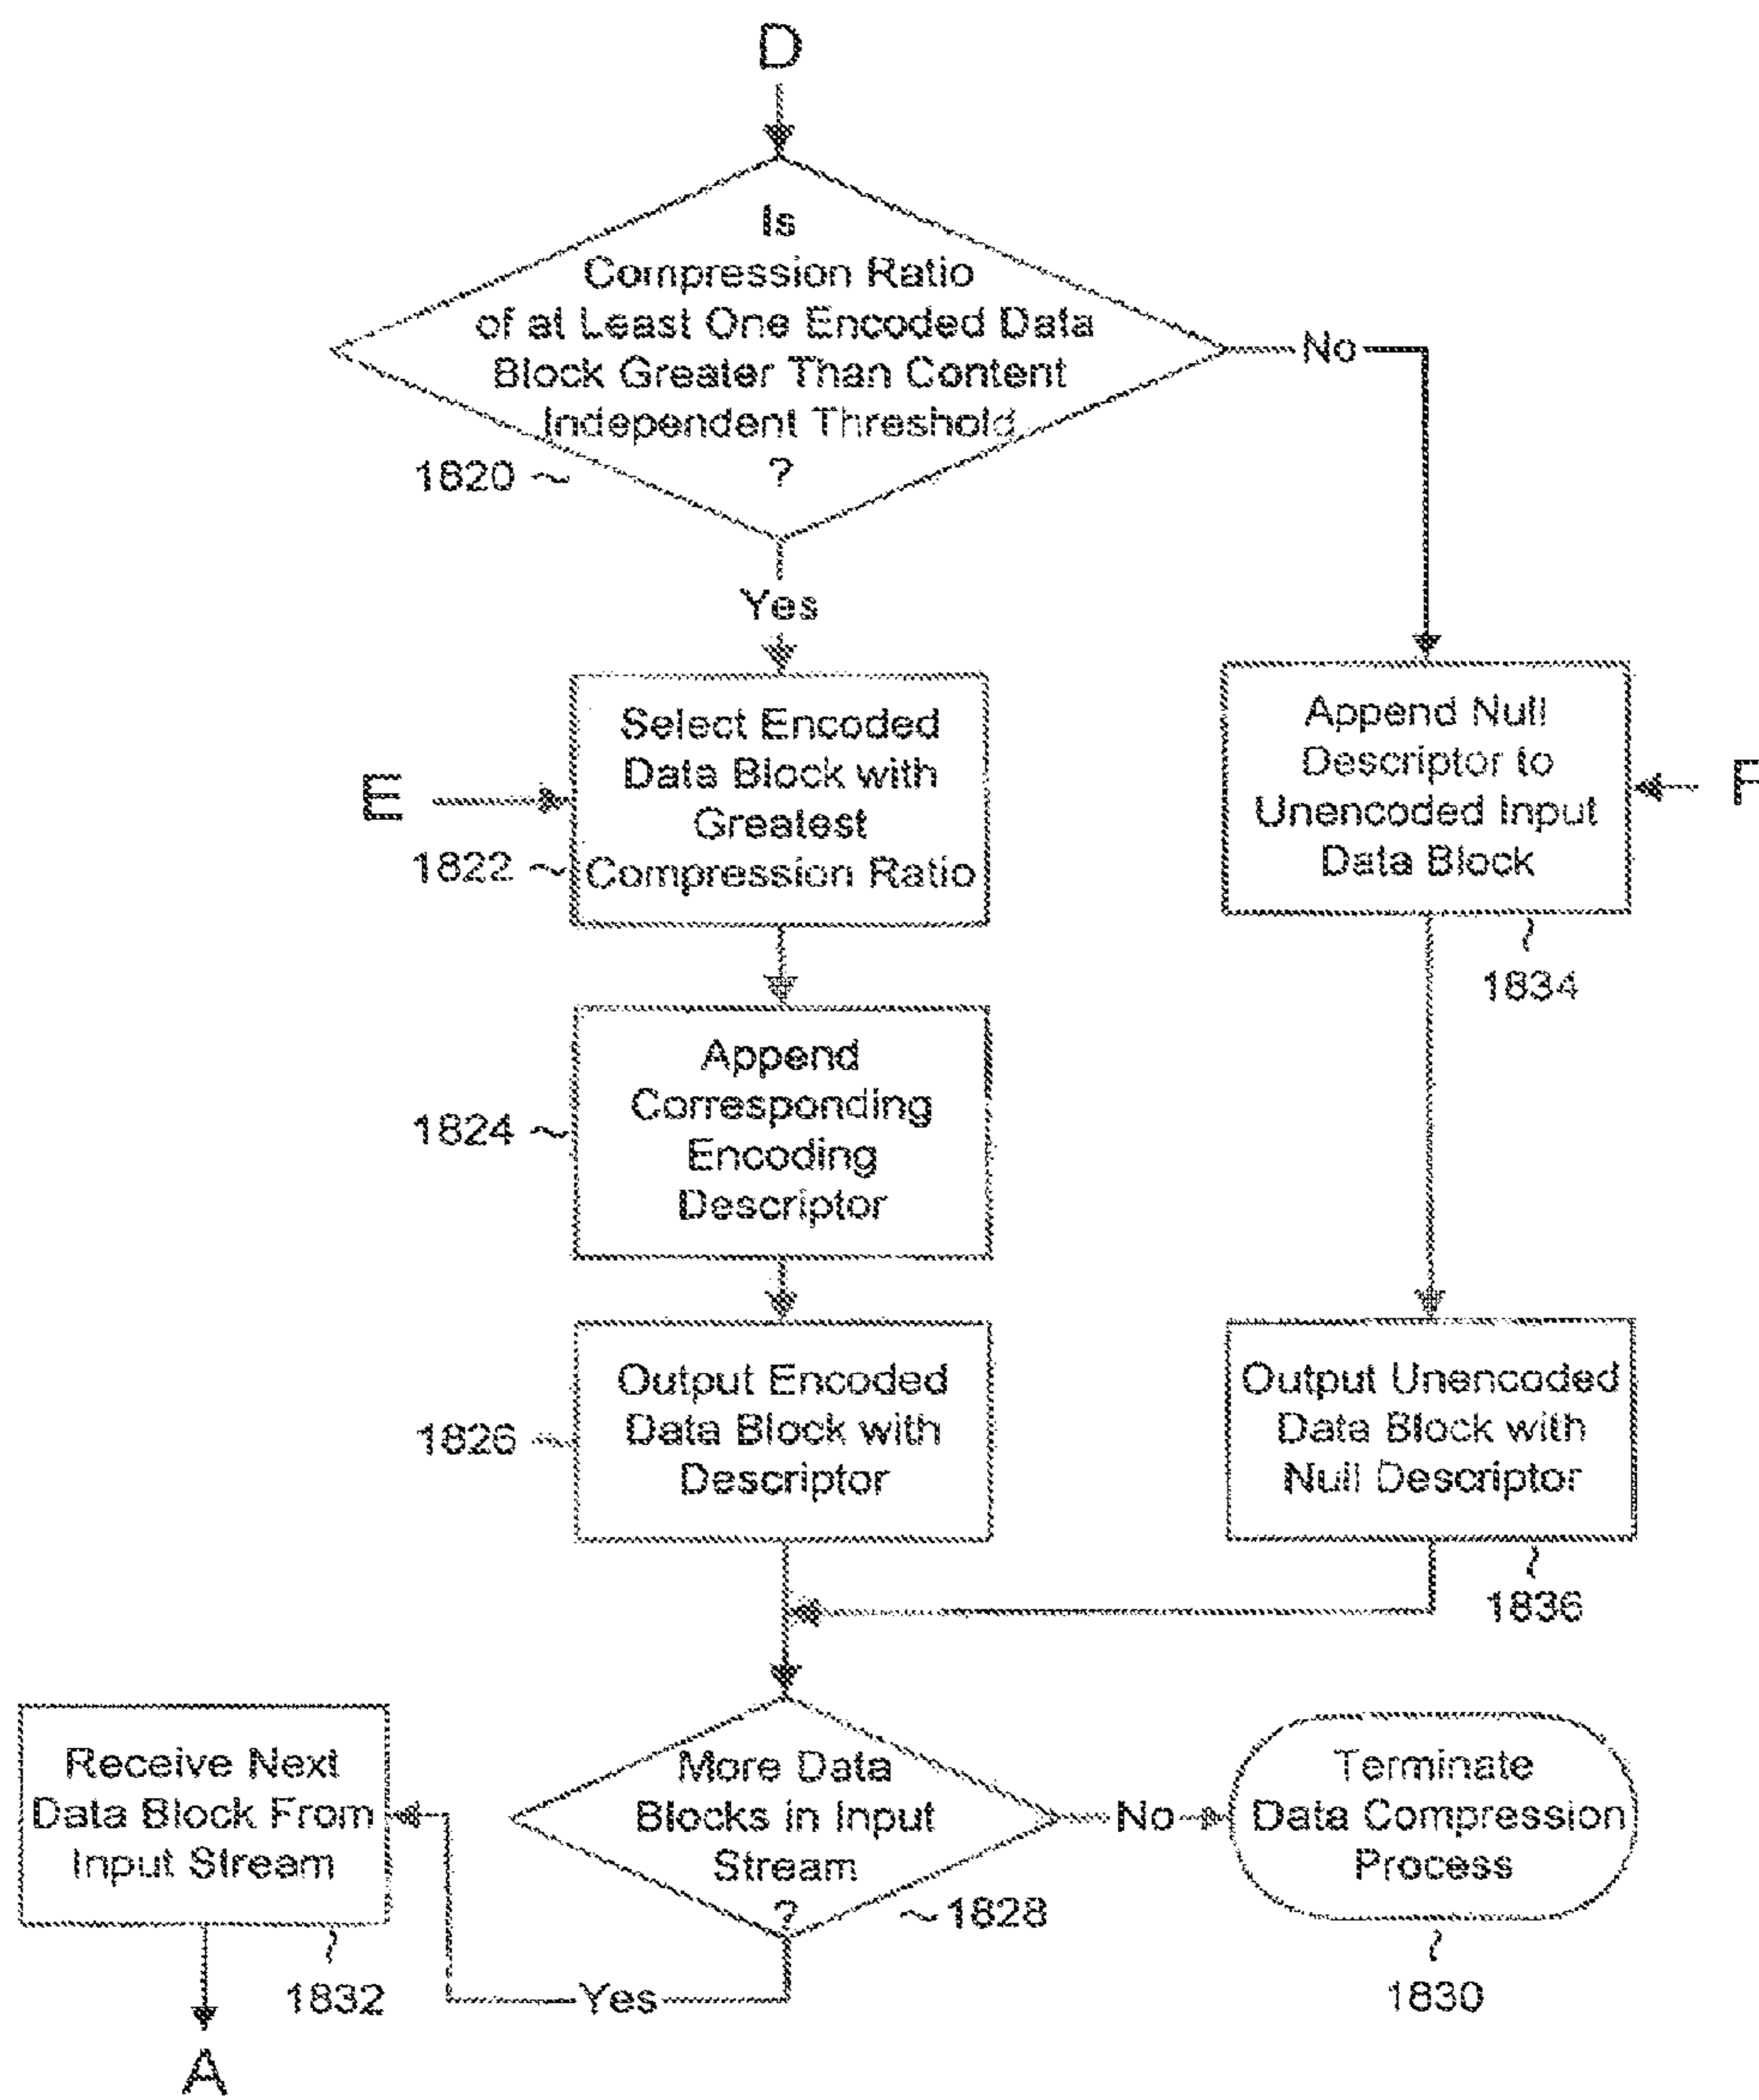 D
Is
Compression Ratio
of at Least One Encoded Data
Block Greater Than Content
Independent Threshold
?
1820
No
Yes
Select Encoded
Data Block with
Greatest
Compression Ratio
E
1822
Append Null
Descriptor to
Unencoded Input
Data Block
F
1834
Append
Corresponding
Encoding
Descriptor
1824
Output Encoded
Data Block with
Descriptor
1826
Output Unencoded
Data Block with
Null Descriptor
1836
Receive Next
Data Block From
Input Stream
1832
A
More Data
Blocks in Input
Stream
?
1828
Yes
No
Terminate
Data Compression
Process
1830